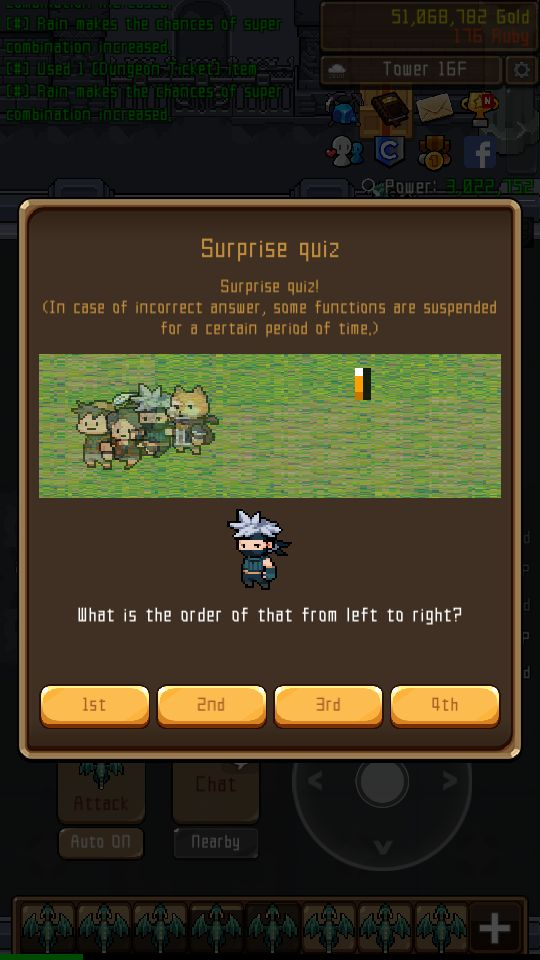 combination increased.
[#] Rain makes the chances of super
combination increased.
[#] Used 1 [Dungeon Ticket] item
[#] Rain makes the chances of super
combination increased.
51,068,782 Gold
176 Ruby
Tower 16F
N
C
f
Power: 3,022,752
Surprise quiz
Surprise quiz!
(In case of incorrect answer, some functions are suspended
for a certain period of time.)
What is the order of that from left to right?
1st
2nd
3rd
4th
Attack
Chat
Auto ON
Nearby